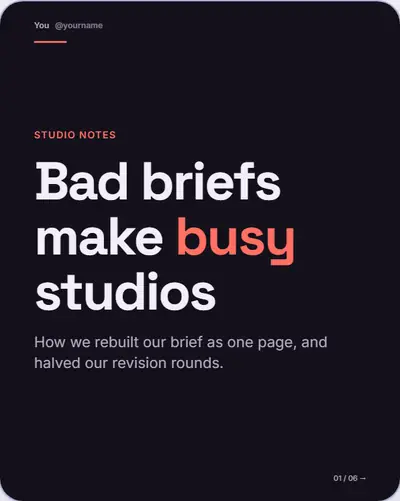 You @yourname
STUDIO NOTES
Bad briefs
make busy
studios
How we rebuilt our brief as one page, and
halved our revision rounds.
01 / 06 →